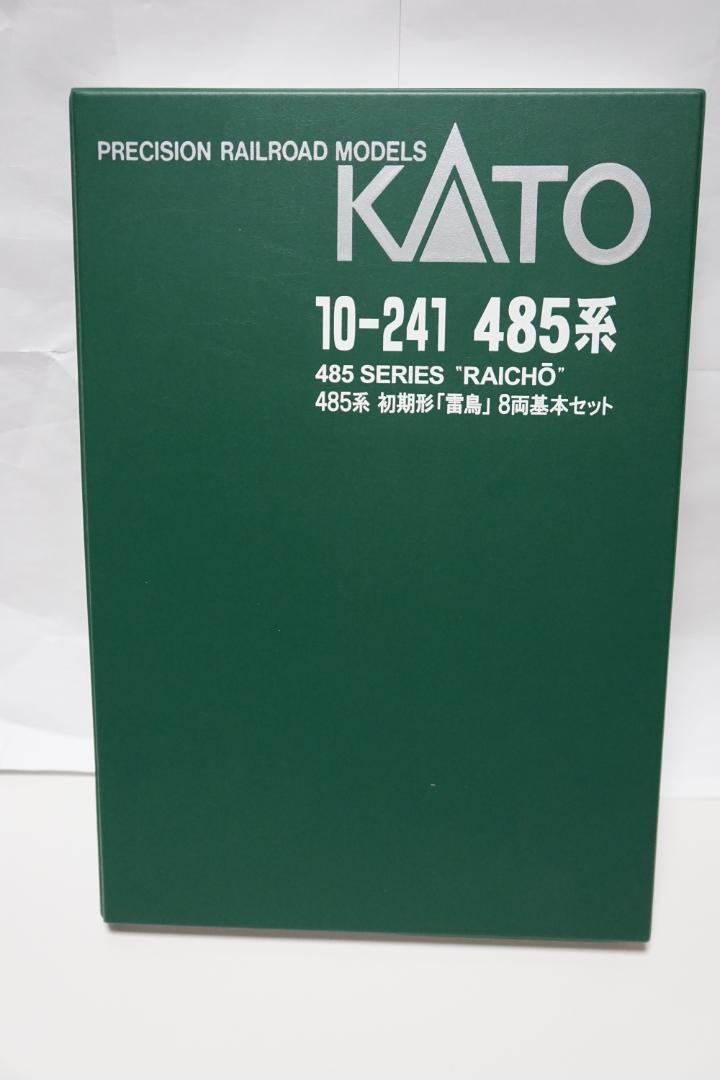 PRECISION RAILROAD MODELS
KATO
10-241 485系
485 SERIES "RAICHŌ"
485系 初期形「雷鳥」8両基本セット